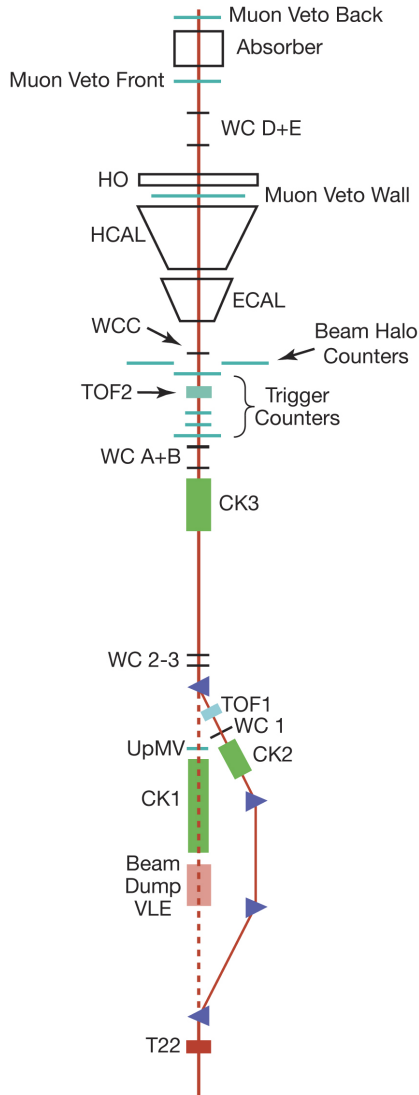 Muon Veto Back
Absorber
Muon Veto Front
WC D+E
HO
Muon Veto Wall
HCAL
ECAL
WCC
Beam Halo
Counters
TOF2
Trigger
Counters
WC A+B
CK3
WC 2-3
TOF1
WC 1
UpMV
CK2
CK1
Beam
Dump
VLE
T22